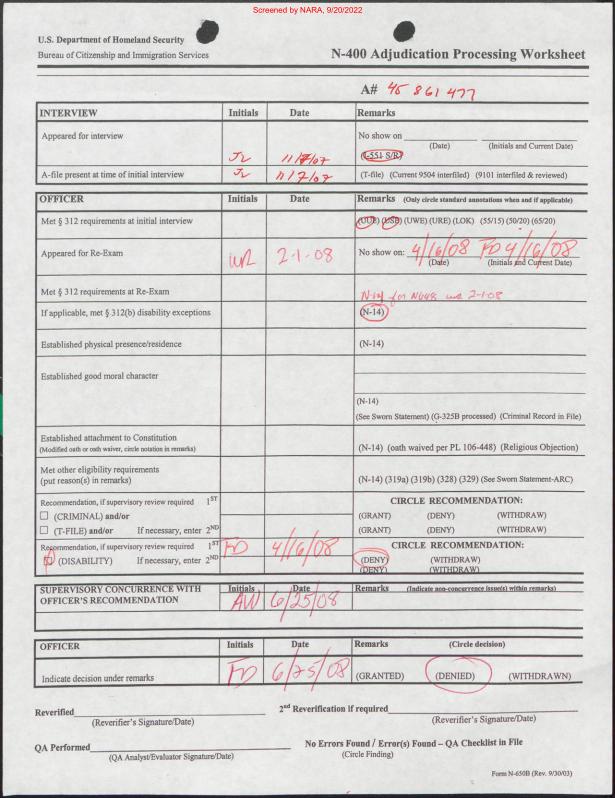 Screened by NARA, 9/20/2022
U.S. Department of Homeland Security
Bureau of Citizenship and Immigration Services
N-400 Adjudication Processing Worksheet
A# 45 861 477
INTERVIEW Initials Date Remarks
Appeared for interview JL 11/7/07 No show on
(Date) (Initials and Current Date)
(I-551 S/R)
A-file present at time of initial interview JL 11/7/07 (T-file) (Current 9504 interfiled) (9101 interfiled & reviewed)
OFFICER Initials Date Remarks (Only circle standard annotations when and if applicable)
Met § 312 requirements at initial interview (UUE) (USB) (UWE) (URE) (LOK) (55/15) (50/20) (65/20)
Appeared for Re-Exam 2-1-08 No show on: 4/16/08 FD 4/16/08
(Date) (Initials and Current Date)
Met § 312 requirements at Re-Exam N-14 for N648 2-1-08
If applicable, met § 312(b) disability exceptions (N-14)
Established physical presence/residence (N-14)
Established good moral character
(N-14)
(See Sworn Statement) (G-325B processed) (Criminal Record in File)
Established attachment to Constitution
(Modified oath or oath waiver, circle notation in remarks) (N-14) (oath waived per PL 106-448) (Religious Objection)
Met other eligibility requirements
(put reason(s) in remarks) (N-14) (319a) (319b) (328) (329) (See Sworn Statement-ARC)
Recommendation, if supervisory review required 1ST CIRCLE RECOMMENDATION:
(CRIMINAL) and/or (GRANT) (DENY) (WITHDRAW)
(T-FILE) and/or If necessary, enter 2ND (GRANT) (DENY) (WITHDRAW)
Recommendation, if supervisory review required 1ST FD 4/16/08 CIRCLE RECOMMENDATION:
(DISABILITY) If necessary, enter 2ND (DENY) (WITHDRAW)
(DENY) (WITHDRAW)
SUPERVISORY CONCURRENCE WITH OFFICER'S RECOMMENDATION Initials Date Remarks (Indicate non-concurrence issue(s) within remarks)
AW 6/25/08
OFFICER Initials Date Remarks (Circle decision)
Indicate decision under remarks FD 6/25/08 (GRANTED) (DENIED) (WITHDRAWN)
Reverified 2nd Reverification if required
(Reverifier's Signature/Date) (Reverifier's Signature/Date)
QA Performed No Errors Found / Error(s) Found – QA Checklist in File
(QA Analyst/Evaluator Signature/Date) (Circle Finding)
Form N-650B (Rev. 9/30/03)